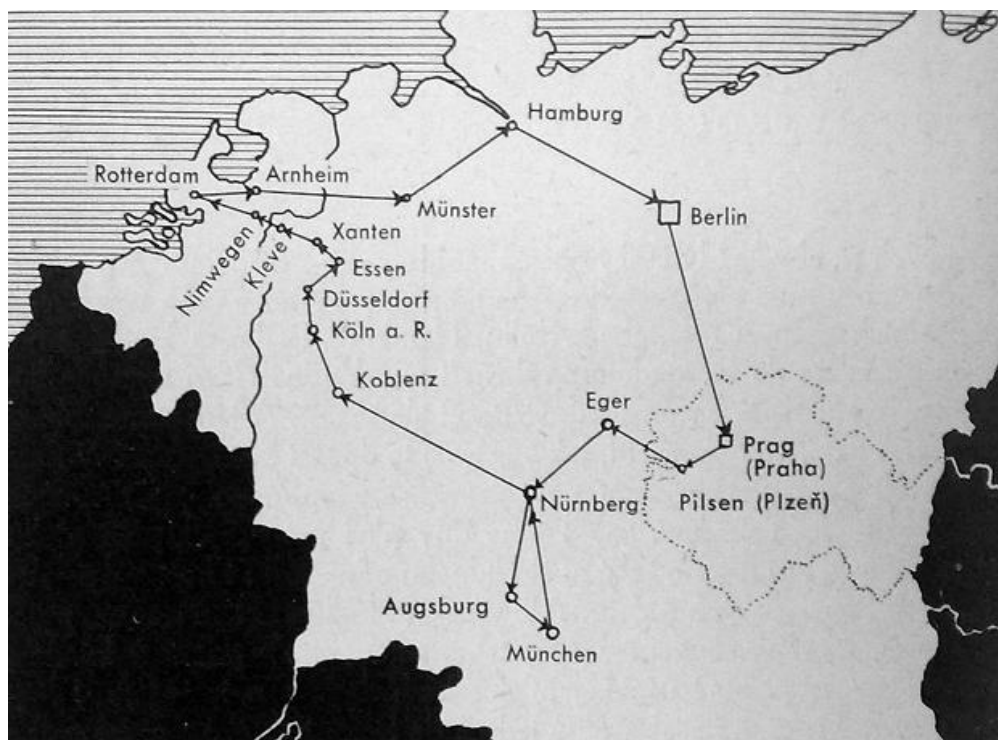 Hamburg
Rotterdam
Arnheim
Münster
Berlin
Nimwegen
Kleve
Xanten
Essen
Düsseldorf
Köln a. R.
Koblenz
Eger
Prag
(Praha)
Nürnberg
Pilsen (Plzeň)
Augsburg
München